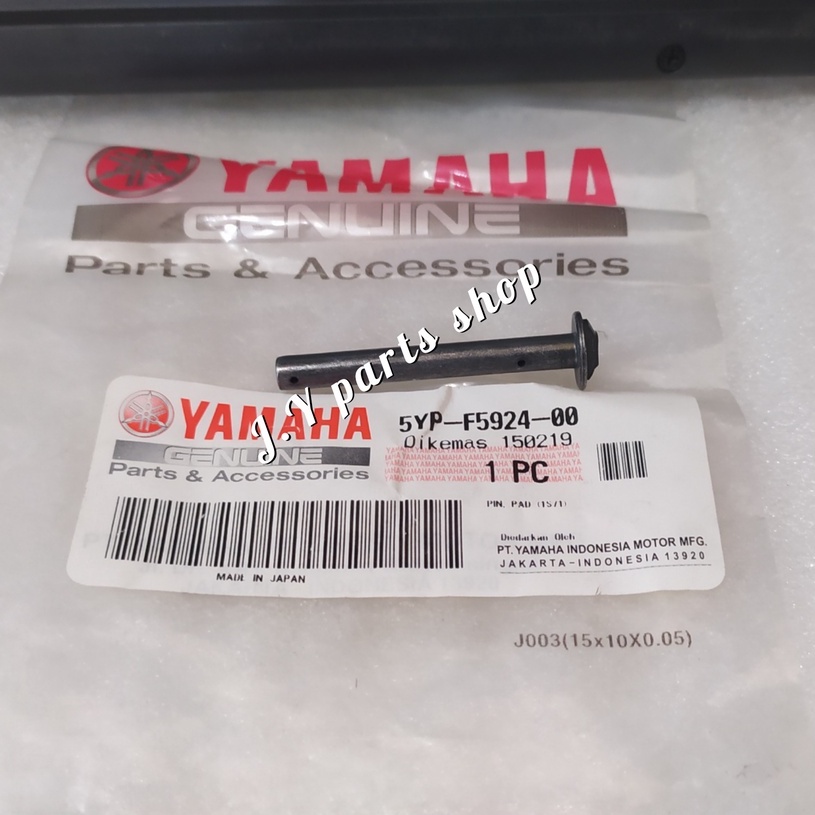 YAMAHA
GENUINE
Parts & Accessories
J.Y parts shop
YAMAHA
GENUINE
Parts & Accessories
5YP-F5924-00
Dikemas 150219
1 PC
PIN, PAD (1S71)
Diedarkan Oleh
PT. YAMAHA INDONESIA MOTOR MFG.
JAKARTA-INDONESIA 13920
MADE IN JAPAN
J003(15x10X0.05)